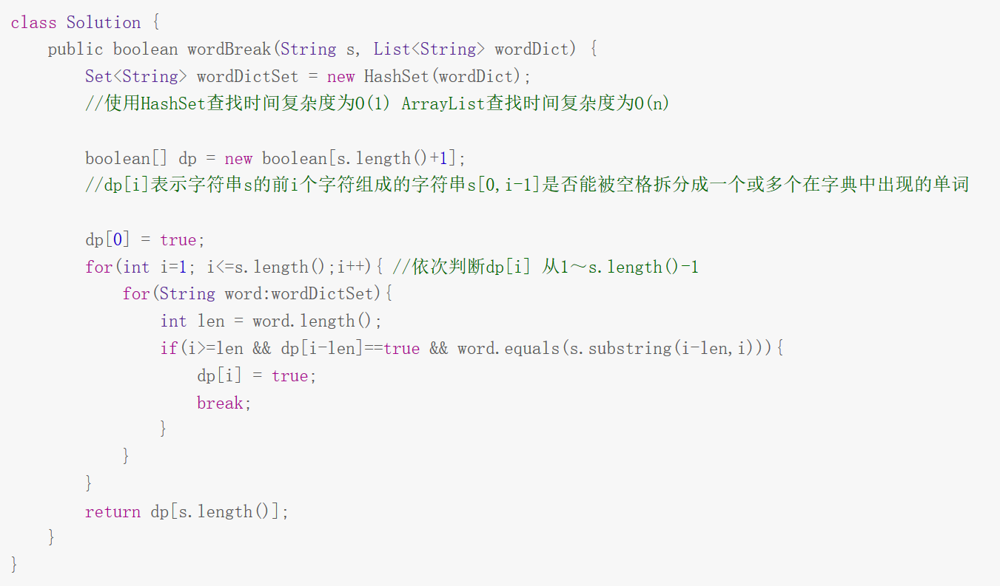 class Solution {
    public boolean wordBreak(String s, List<String> wordDict) {
        Set<String> wordDictSet = new HashSet(wordDict);
        //使用HashSet查找时间复杂度为O(1) ArrayList查找时间复杂度为O(n)
        boolean[] dp = new boolean[s.length()+1];
        //dp[i]表示字符串s的前i个字符组成的字符串s[0,i-1]是否能被空格拆分成一个或多个在字典中出现的单词
        dp[0] = true;
        for(int i=1; i<=s.length();i++){ //依次判断dp[i] 从1～s.length()-1
            for(String word:wordDictSet){
                int len = word.length();
                if(i>=len && dp[i-len]==true && word.equals(s.substring(i-len,i))){
                    dp[i] = true;
                    break;
                }
            }
        }
        return dp[s.length()];
    }
}